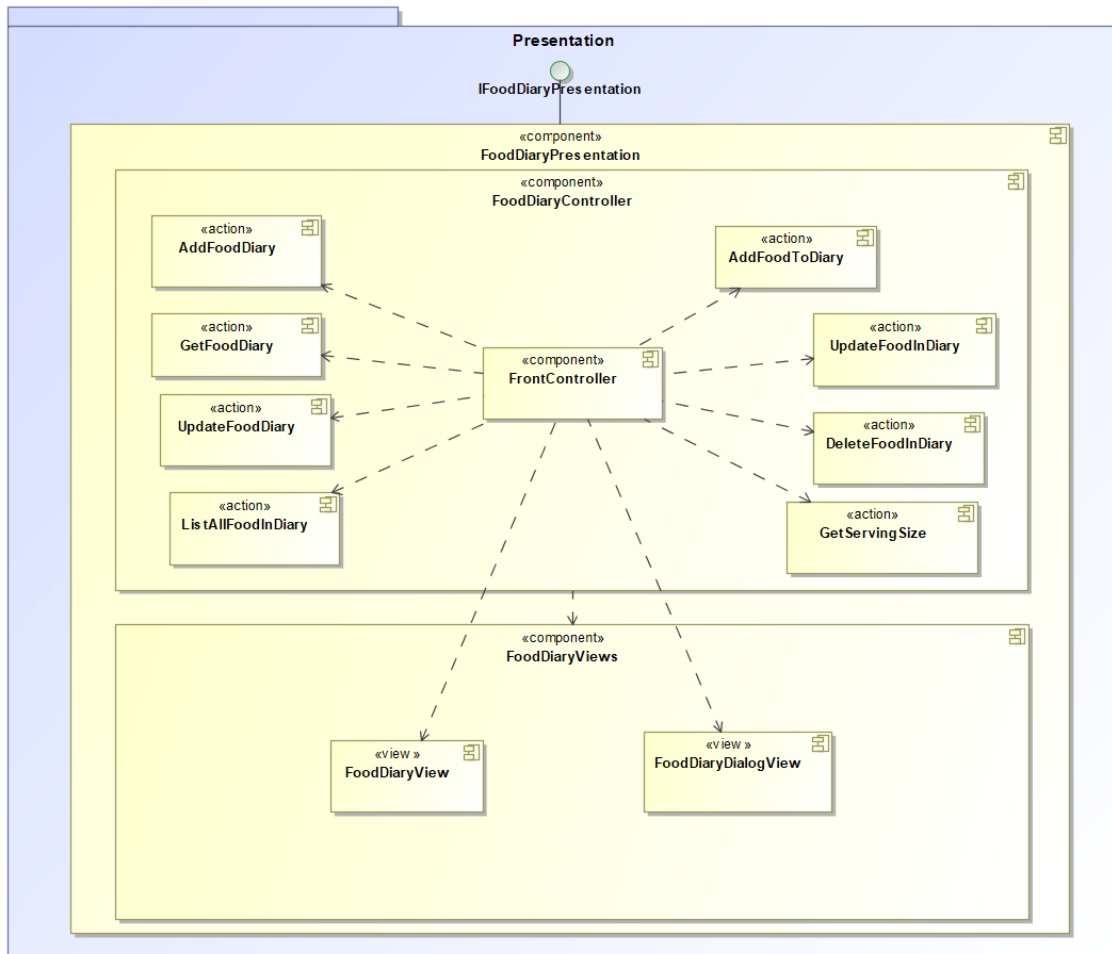 Presentation
IFoodDiaryPresentation
«component»
FoodDiaryPresentation
«component»
FoodDiaryController
«action»
AddFoodDiary
«action»
AddFoodToDiary
«action»
GetFoodDiary
«action»
UpdateFoodInDiary
«component»
FrontController
«action»
UpdateFoodDiary
«action»
DeleteFoodInDiary
«action»
ListAllFoodInDiary
«action»
GetServingSize
«component»
FoodDiaryViews
«view»
FoodDiaryView
«view»
FoodDiaryDialogView